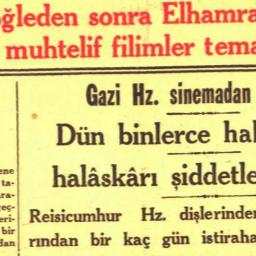 öğleden sonra Elhamra
muhtelif filimler tema
Gazi Hz. sinemadan
Dün binlerce hal
halâskârı şiddetle
Reisicumhur Hz. dişlerinden
rından bir kaç gün istiraha
ene
ta-
ra-
geç-
eri-
bir
dan